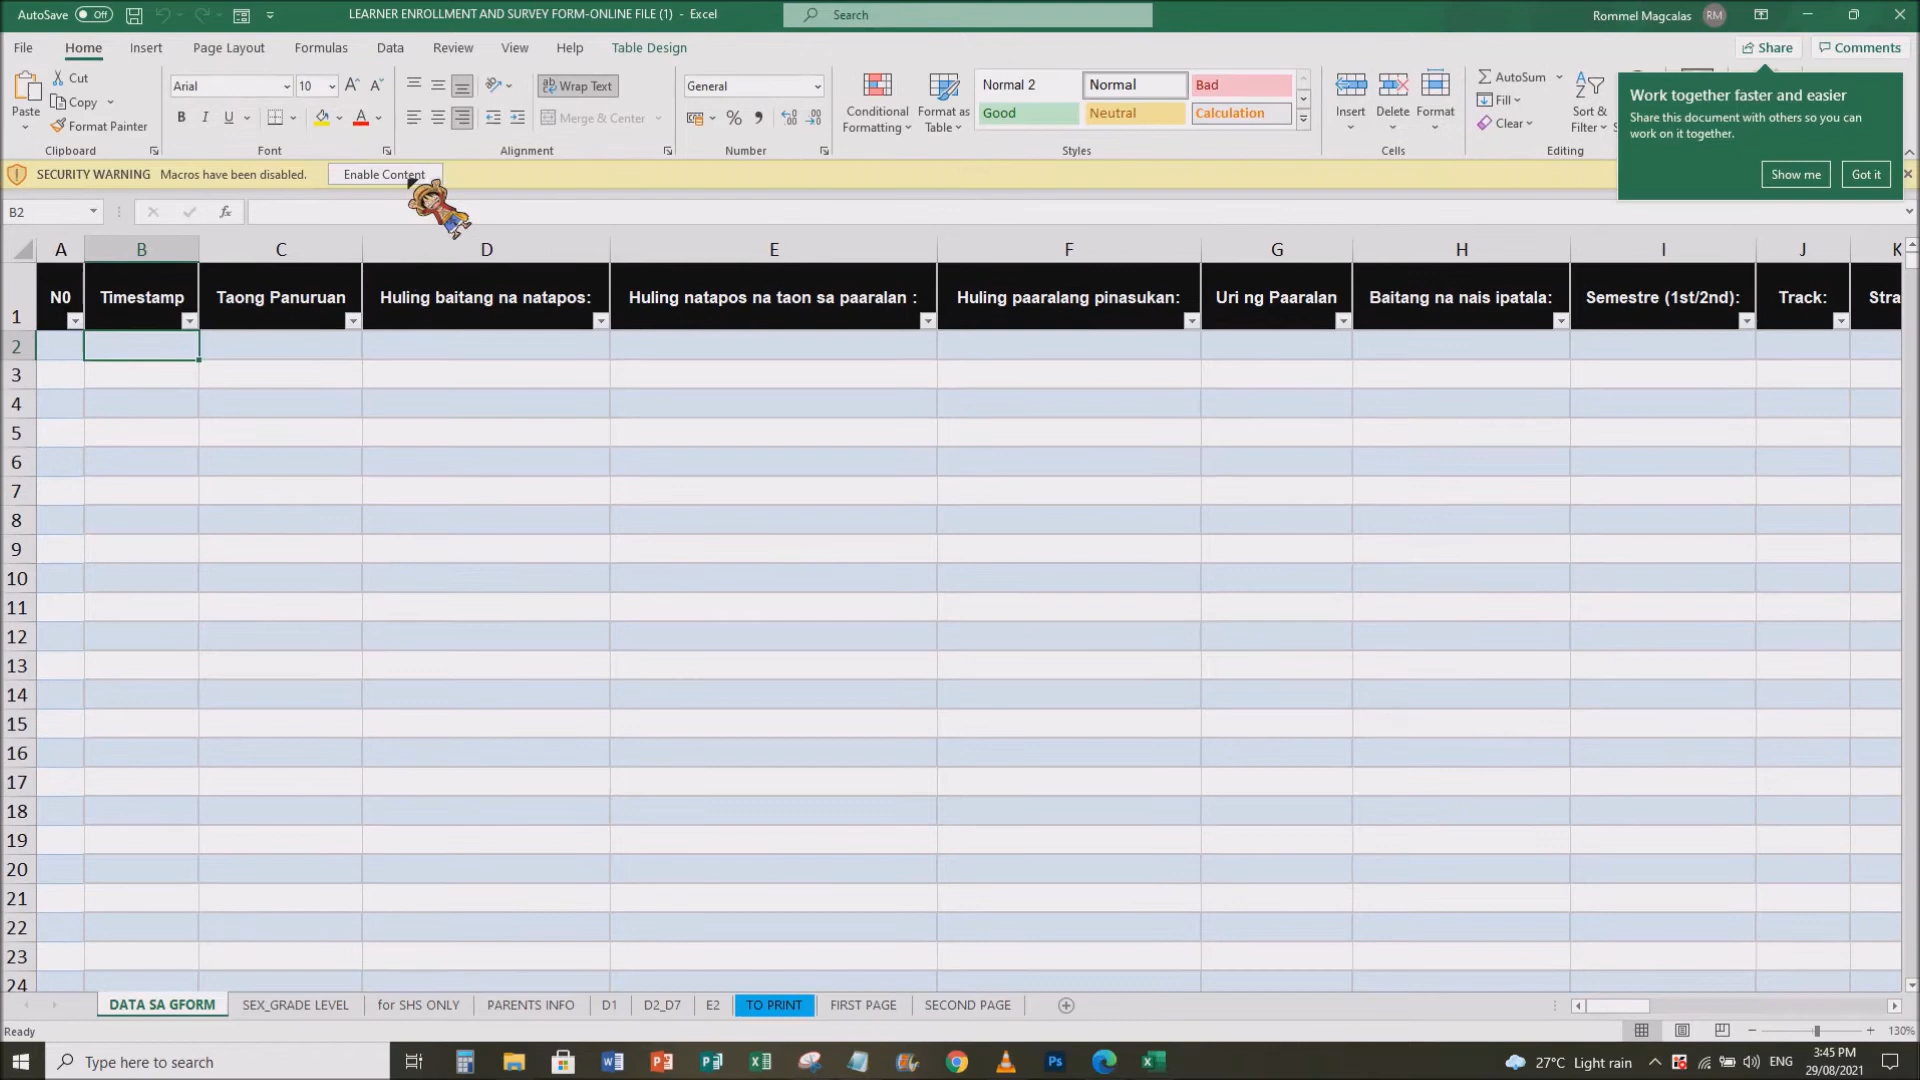 AutoSave Off LEARNER ENROLLMENT AND SURVEY FORM-ONLINE FILE (1) - Excel Search Rommel Magcalas RM
File Home Insert Page Layout Formulas Data Review View Help Table Design Share Comments
Paste Cut Copy Format Painter
Clipboard
Arial 10
B I U A
Font
Wrap Text
Merge & Center
Alignment
General
%
Number
Conditional Formatting Format as Table
Normal 2 Normal Bad
Good Neutral Calculation
Styles
Insert Delete Format
Cells
AutoSum
Fill
Clear
Sort & Filter
Editing
Work together faster and easier
Share this document with others so you can
work on it together.
Show me Got it
SECURITY WARNING Macros have been disabled. Enable Content
B2 fx
A B C D E F G H I J K
1 N0 Timestamp Taong Panuruan Huling baitang na natapos: Huling natapos na taon sa paaralan : Huling paaralang pinasukan: Uri ng Paaralan Baitang na nais ipatala: Semestre (1st/2nd): Track: Stra
2
3
4
5
6
7
8
9
10
11
12
13
14
15
16
17
18
19
20
21
22
23
24
DATA SA GFORM SEX_GRADE LEVEL for SHS ONLY PARENTS INFO D1 D2_D7 E2 TO PRINT FIRST PAGE SECOND PAGE
Ready 130%
Type here to search 27°C Light rain ENG 3:45 PM
29/08/2021